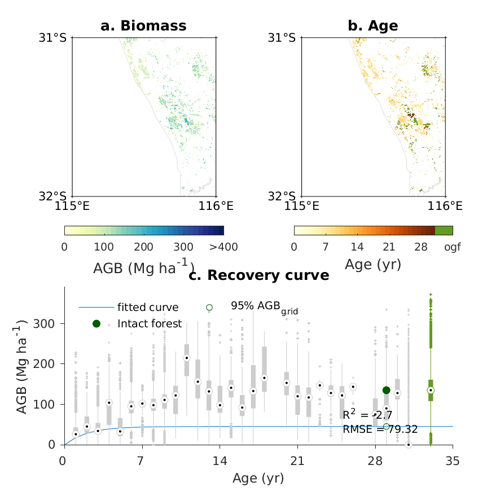 a. Biomass
b. Age
31°S
31°S
32°S
32°S
115°E
116°E
115°E
116°E
0 100 200 300 >400
0 7 14 21 28 ogf
AGB (Mg ha⁻¹)
Age (yr)
c. Recovery curve
fitted curve
95% AGB_grid
Intact forest
300
200
100
0
AGB (Mg ha⁻¹)
R² = -2.7
RMSE = 79.32
0 7 14 21 28 35
Age (yr)